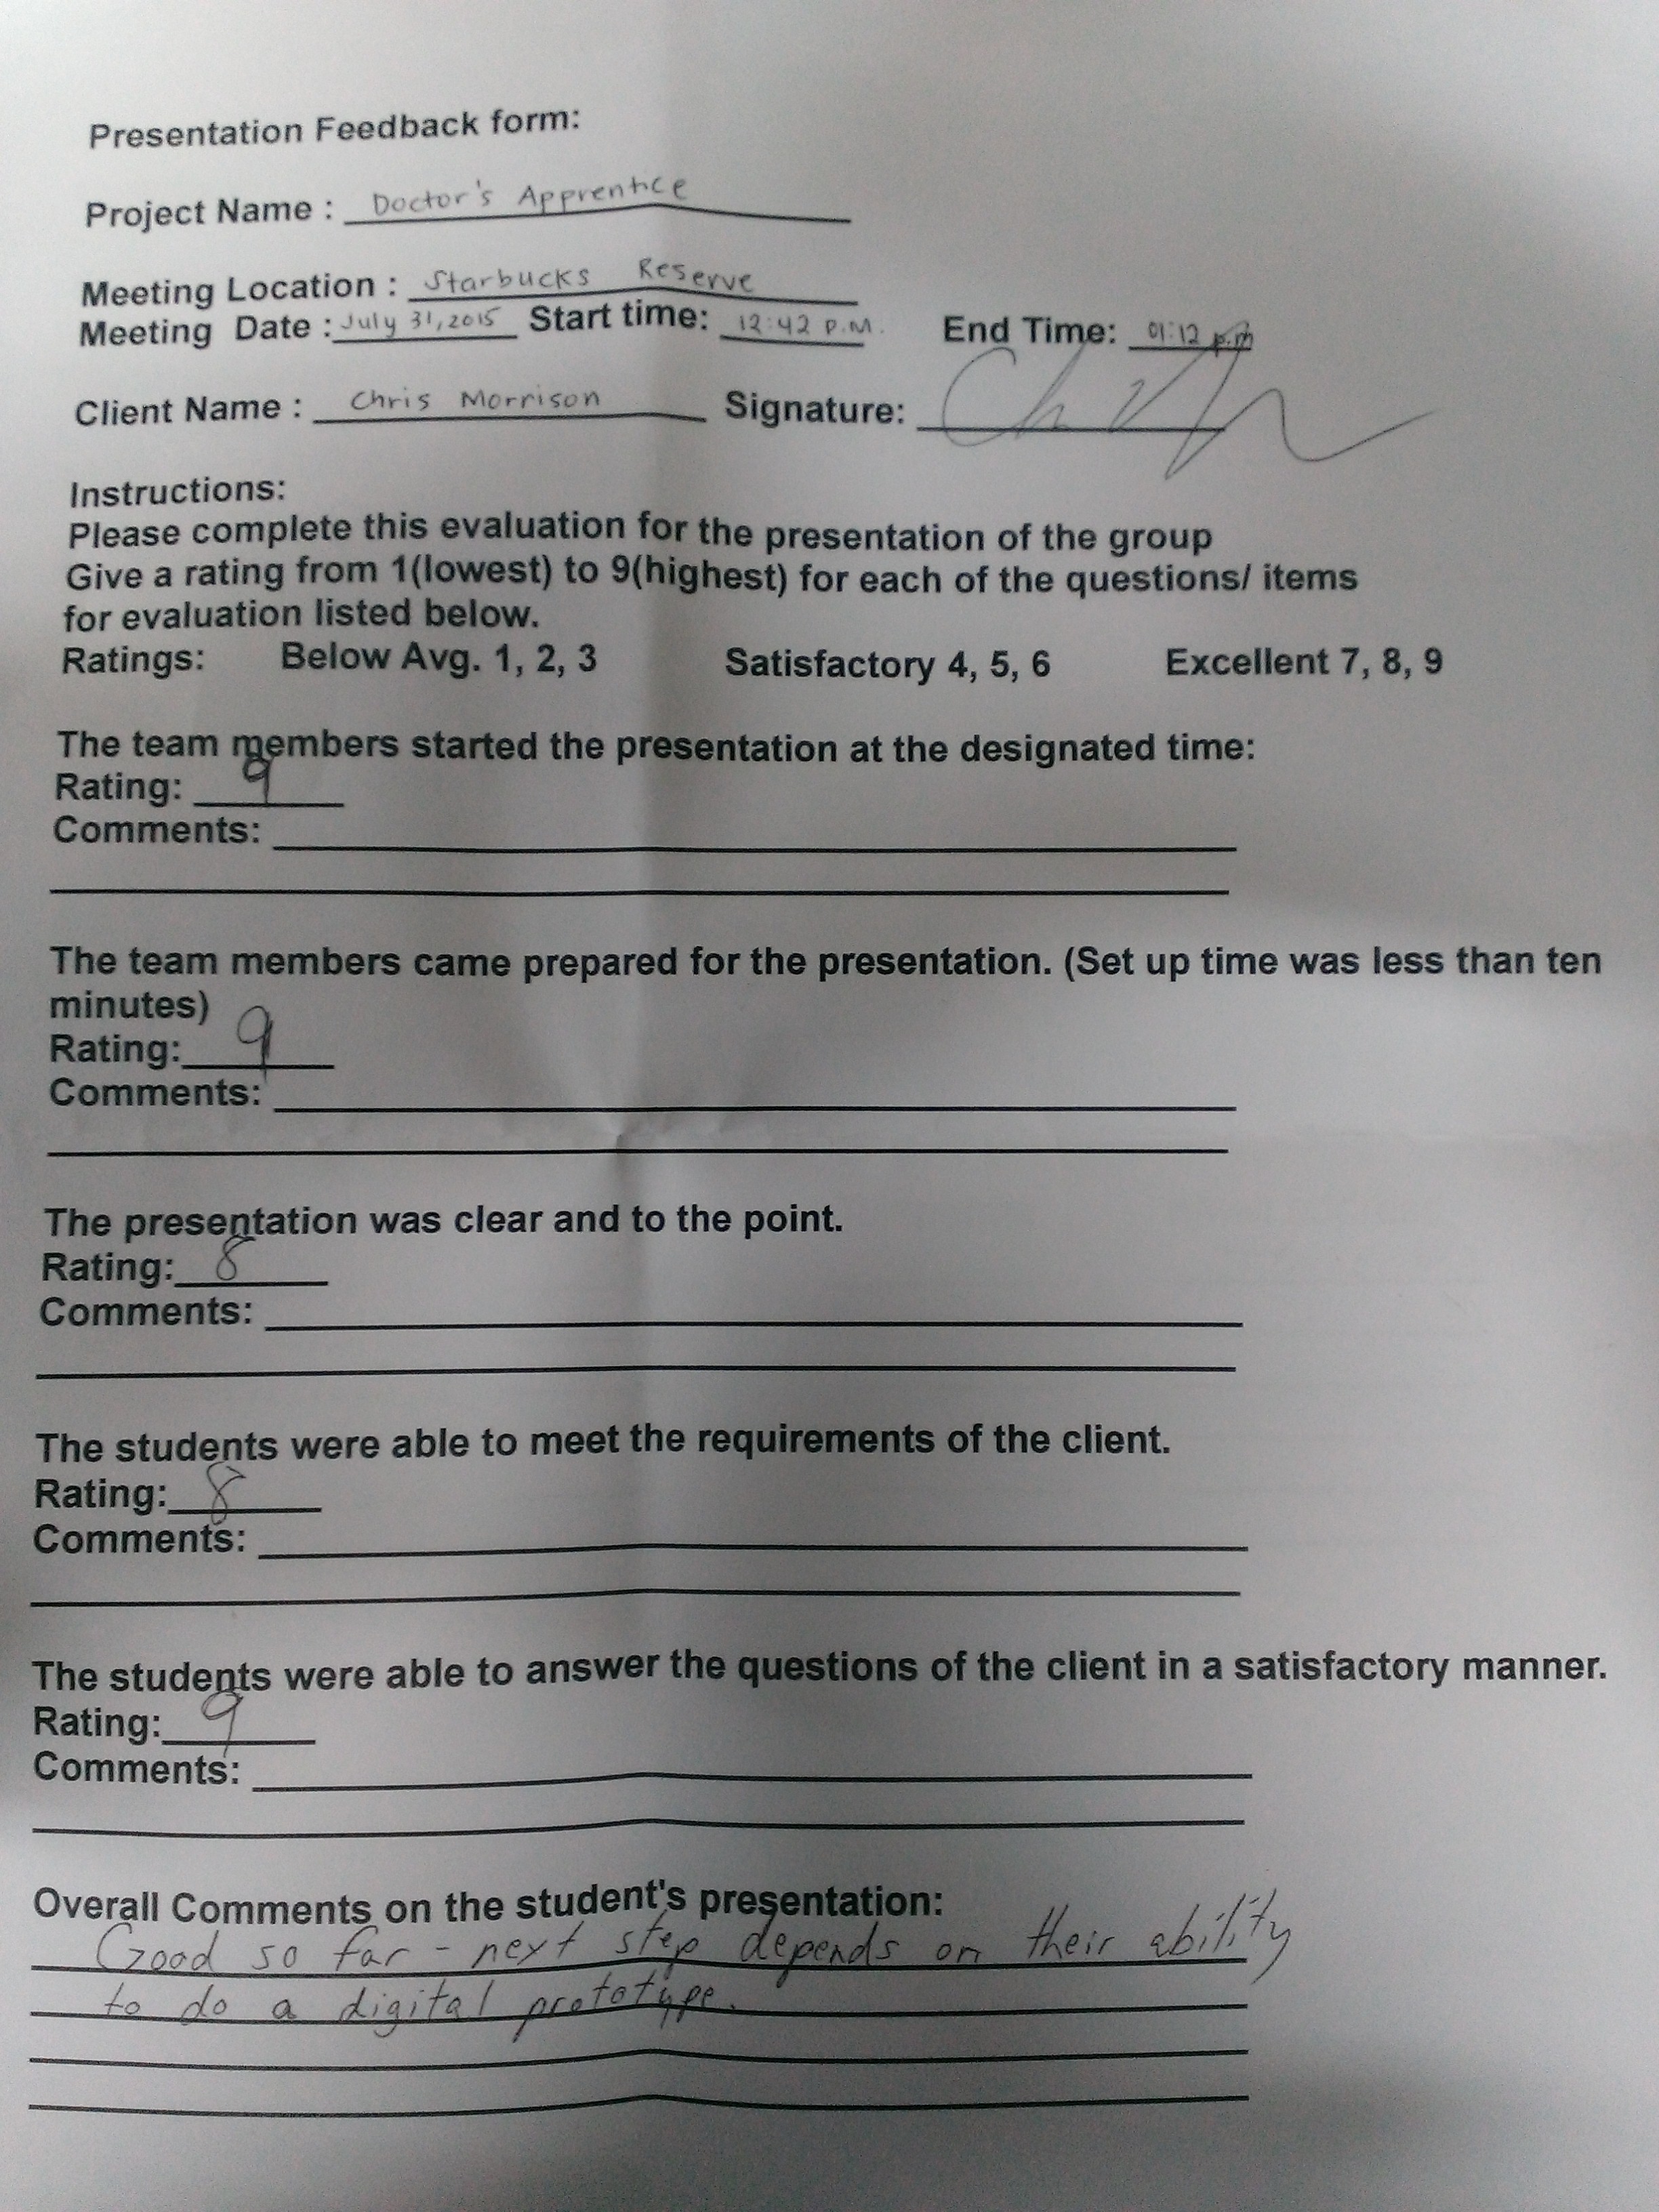 Presentation Feedback form:
Project Name : Doctor's Apprentice
Meeting Location : Starbucks Reserve
Meeting Date : July 31, 2015 Start time: 12:42 P.M. End Time: 01:12 p.m
Client Name : Chris Morrison Signature:
Instructions:
Please complete this evaluation for the presentation of the group
Give a rating from 1(lowest) to 9(highest) for each of the questions/ items
for evaluation listed below.
Ratings: Below Avg. 1, 2, 3 Satisfactory 4, 5, 6 Excellent 7, 8, 9
The team members started the presentation at the designated time:
Rating: 9
Comments:
The team members came prepared for the presentation. (Set up time was less than ten
minutes)
Rating: 9
Comments:
The presentation was clear and to the point.
Rating: 8
Comments:
The students were able to meet the requirements of the client.
Rating: 8
Comments:
The students were able to answer the questions of the client in a satisfactory manner.
Rating: 9
Comments:
Overall Comments on the student's presentation:
Good so far - next step depends on their ability
to do a digital prototype.